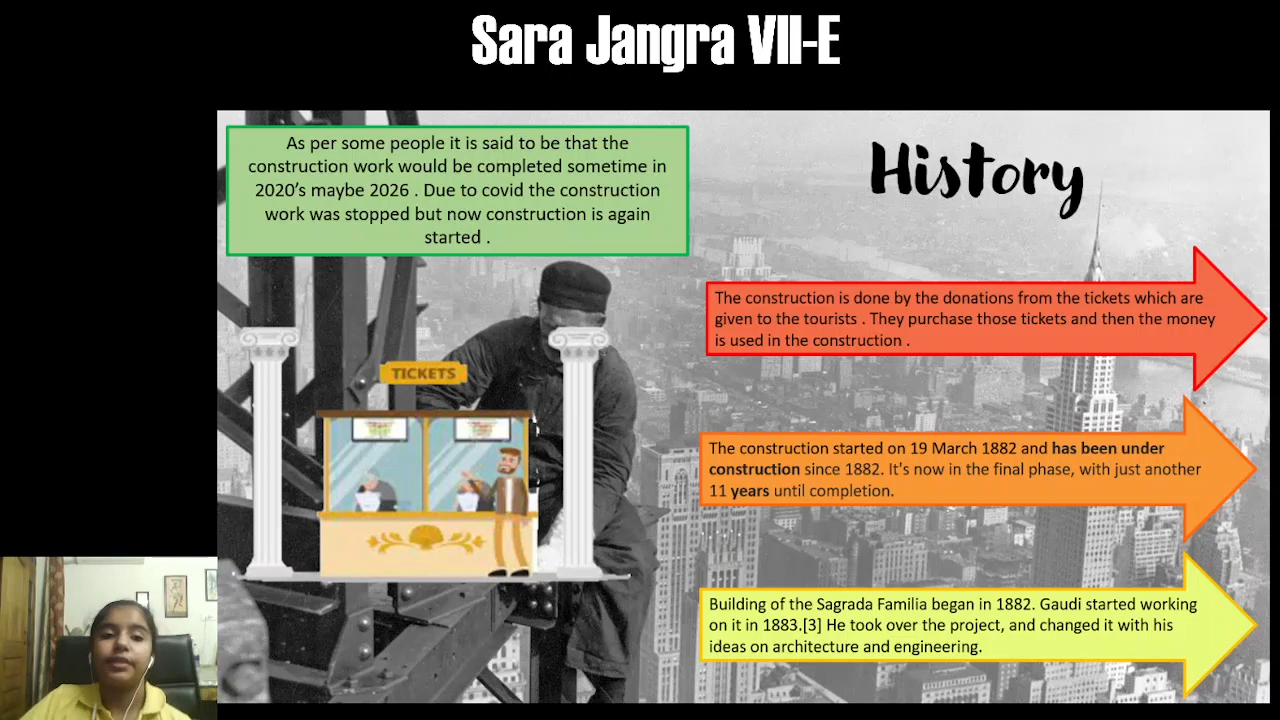 Sara Jangra VII-E
As per some people it is said to be that the
construction work would be completed sometime in
2020’s maybe 2026 . Due to covid the construction
work was stopped but now construction is again
started .
History
The construction is done by the donations from the tickets which are
given to the tourists . They purchase those tickets and then the money
is used in the construction .
TICKETS
The construction started on 19 March 1882 and has been under
construction since 1882. It's now in the final phase, with just another
11 years until completion.
Building of the Sagrada Familia began in 1882. Gaudi started working
on it in 1883.[3] He took over the project, and changed it with his
ideas on architecture and engineering.